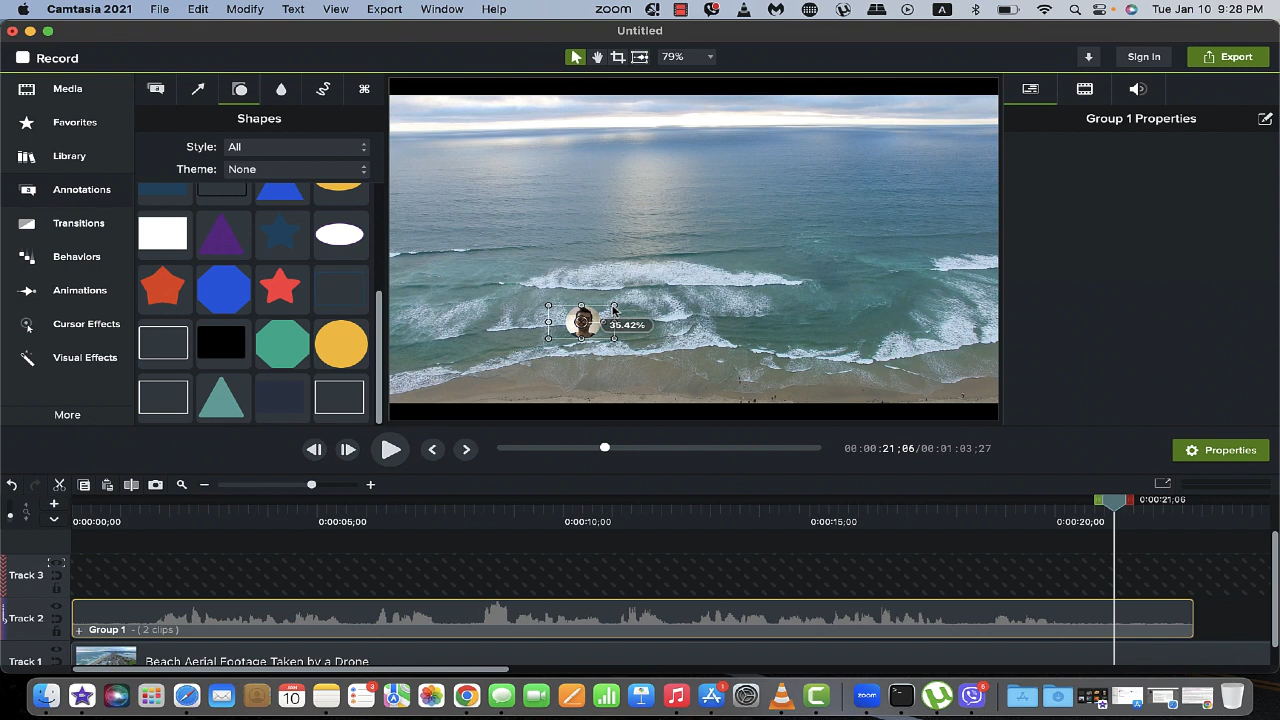 Camtasia 2021 File Edit Modify Text View Export Window Help zoom A Tue Jan 10 9:28 PM
Untitled
Record 79% Sign In Export
Media
Favorites
Library
Annotations
Transitions
Behaviors
Animations
Cursor Effects
Visual Effects
More
Shapes
Style: All
Theme: None
35.42%
Group 1 Properties
00:00:21;06/00:01:03;27
Properties
0:00:21;06
0:00:00;00 0:00:05;00 0:00:10;00 0:00:15;00 0:00:20;00
Track 3
Track 2
+ Group 1 - ( 2 clips )
Track 1 Beach Aerial Footage Taken by a Drone
JAN 10 3 1 zoom 6